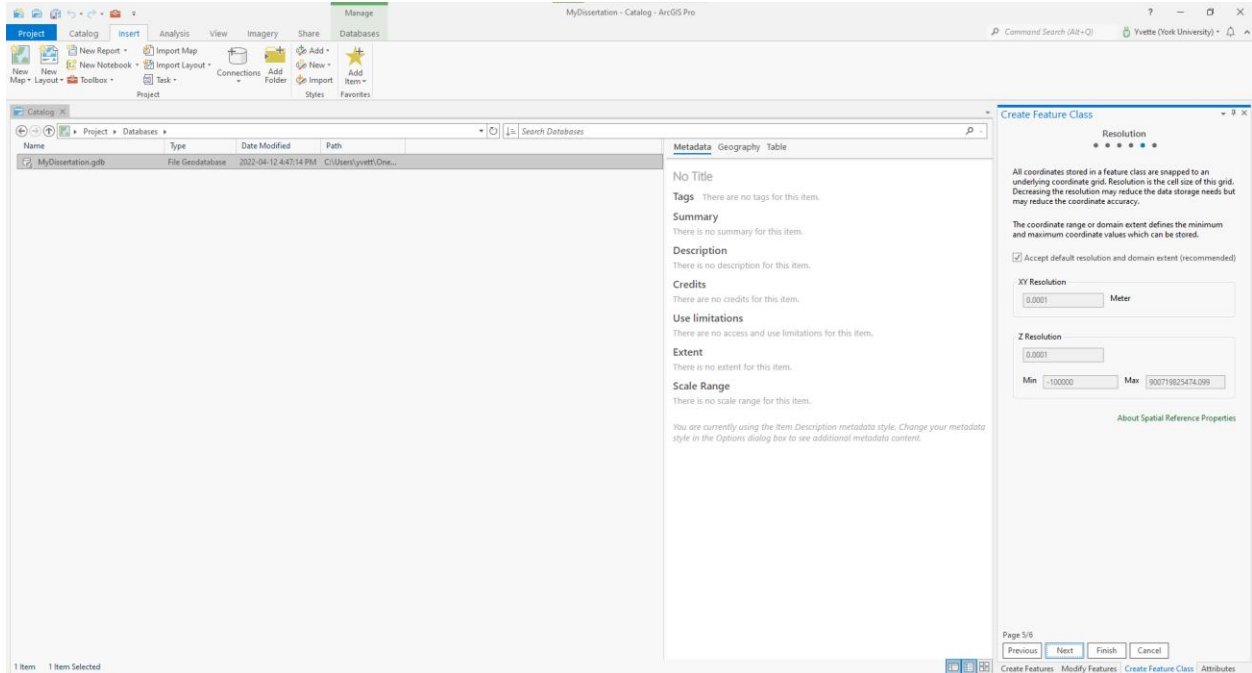 Manage
MyDissertation - Catalog - ArcGIS Pro
?
Project Catalog Insert Analysis View Imagery Share Databases
Command Search (Alt+Q)
Yvette (York University)
New Map
New Layout
New Report
New Notebook
Toolbox
Import Map
Import Layout
Task
Project
Connections
Add Folder
Add
New
Import
Styles
Add Item
Favorites
Catalog
Project Databases
Search Databases
Name Type Date Modified Path
MyDissertation.gdb File Geodatabase 2022-04-12 4:47:14 PM C:\Users\yvett\One...
Metadata Geography Table
No Title
Tags There are no tags for this item.
Summary
There is no summary for this item.
Description
There is no description for this item.
Credits
There are no credits for this item.
Use limitations
There are no access and use limitations for this item.
Extent
There is no extent for this item.
Scale Range
There is no scale range for this item.
You are currently using the Item Description metadata style. Change your metadata
style in the Options dialog box to see additional metadata content.
Create Feature Class
Resolution
All coordinates stored in a feature class are snapped to an
underlying coordinate grid. Resolution is the cell size of this grid.
Decreasing the resolution may reduce the data storage needs but
may reduce the coordinate accuracy.
The coordinate range or domain extent defines the minimum
and maximum coordinate values which can be stored.
Accept default resolution and domain extent (recommended)
XY Resolution
0.0001 Meter
Z Resolution
0.0001
Min -100000 Max 900719825474.099
About Spatial Reference Properties
Page 5/6
Previous Next Finish Cancel
1 Item 1 Item Selected
Create Features Modify Features Create Feature Class Attributes